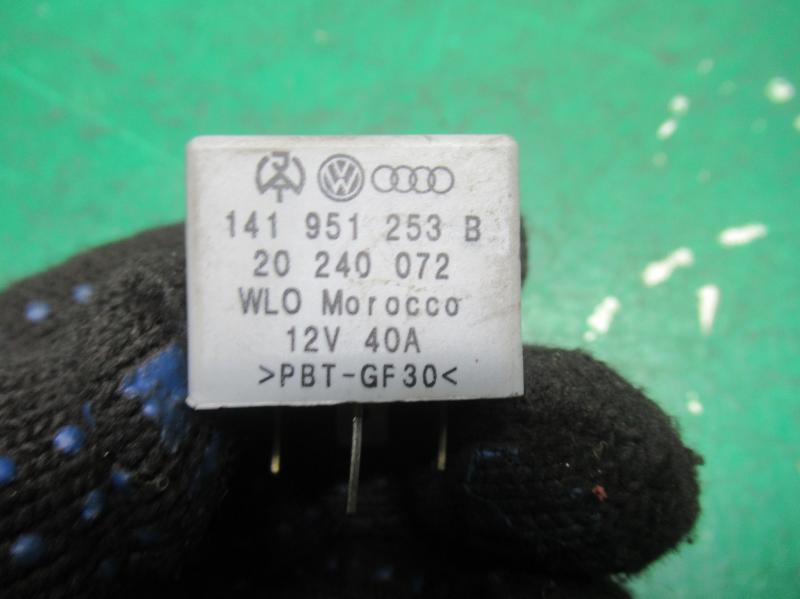 141 951 253 B
20 240 072
WLO Morocco
12V 40A
>PBT-GF30<